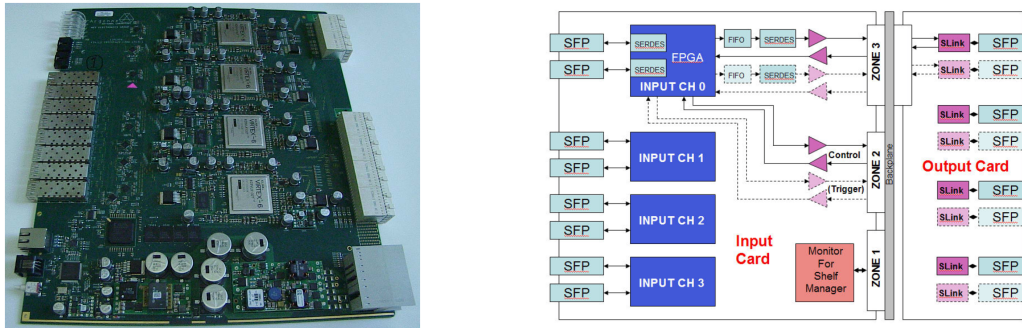 VIRTEX-6
SFP
SFP
SERDES
SERDES
FPGA
INPUT CH 0
FIFO
SERDES
FIFO
SERDES
ZONE 3
SLink
SFP
SLink
SFP
SFP
SFP
INPUT CH 1
Control
(Trigger)
ZONE 2
Backplane
SLink
SFP
SLink
SFP
Output Card
SFP
SFP
INPUT CH 2
Input
Card
SLink
SFP
SLink
SFP
SFP
SFP
INPUT CH 3
Monitor
For
Shelf
Manager
ZONE 1
SLink
SFP
SLink
SFP